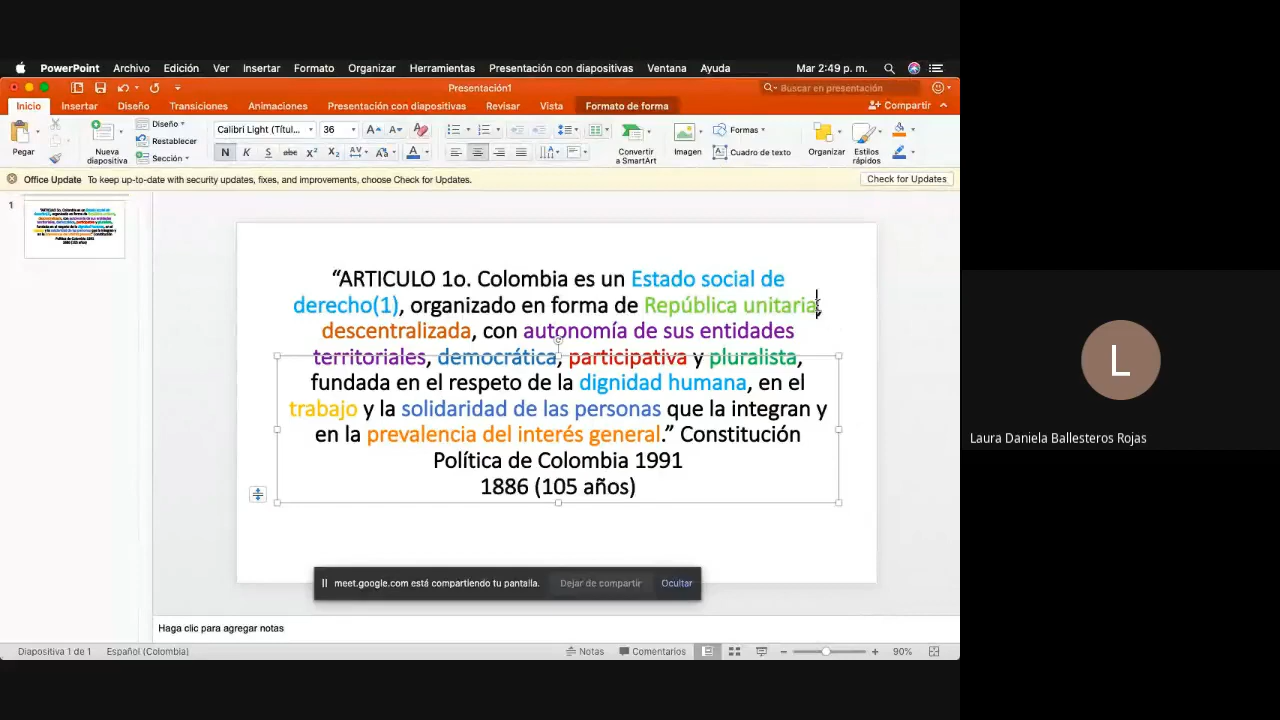 PowerPoint Archivo Edición Ver Insertar Formato Organizar Herramientas Presentación con diapositivas Ventana Ayuda Mar 2:49 p. m.
Presentación1
Buscar en presentación
Inicio Insertar Diseño Transiciones Animaciones Presentación con diapositivas Revisar Vista Formato de forma Compartir
Pegar Nueva diapositiva Diseño Restablecer Sección
Calibri Light (Títul... 36
N K S abc X² X₂ AV Aa A
Convertir a SmartArt Imagen Formas Cuadro de texto Organizar Estilos rápidos
Office Update To keep up-to-date with security updates, fixes, and improvements, choose Check for Updates. Check for Updates
1
“ARTICULO 1o. Colombia es un Estado social de
derecho(1), organizado en forma de República unitaria,
descentralizada, con autonomía de sus entidades
territoriales, democrática, participativa y pluralista,
fundada en el respeto de la dignidad humana, en el
trabajo y la solidaridad de las personas que la integran y
en la prevalencia del interés general.” Constitución
Política de Colombia 1991
1886 (105 años)
meet.google.com está compartiendo tu pantalla. Dejar de compartir Ocultar
Haga clic para agregar notas
Diapositiva 1 de 1 Español (Colombia) Notas Comentarios 90%
L
Laura Daniela Ballesteros Rojas